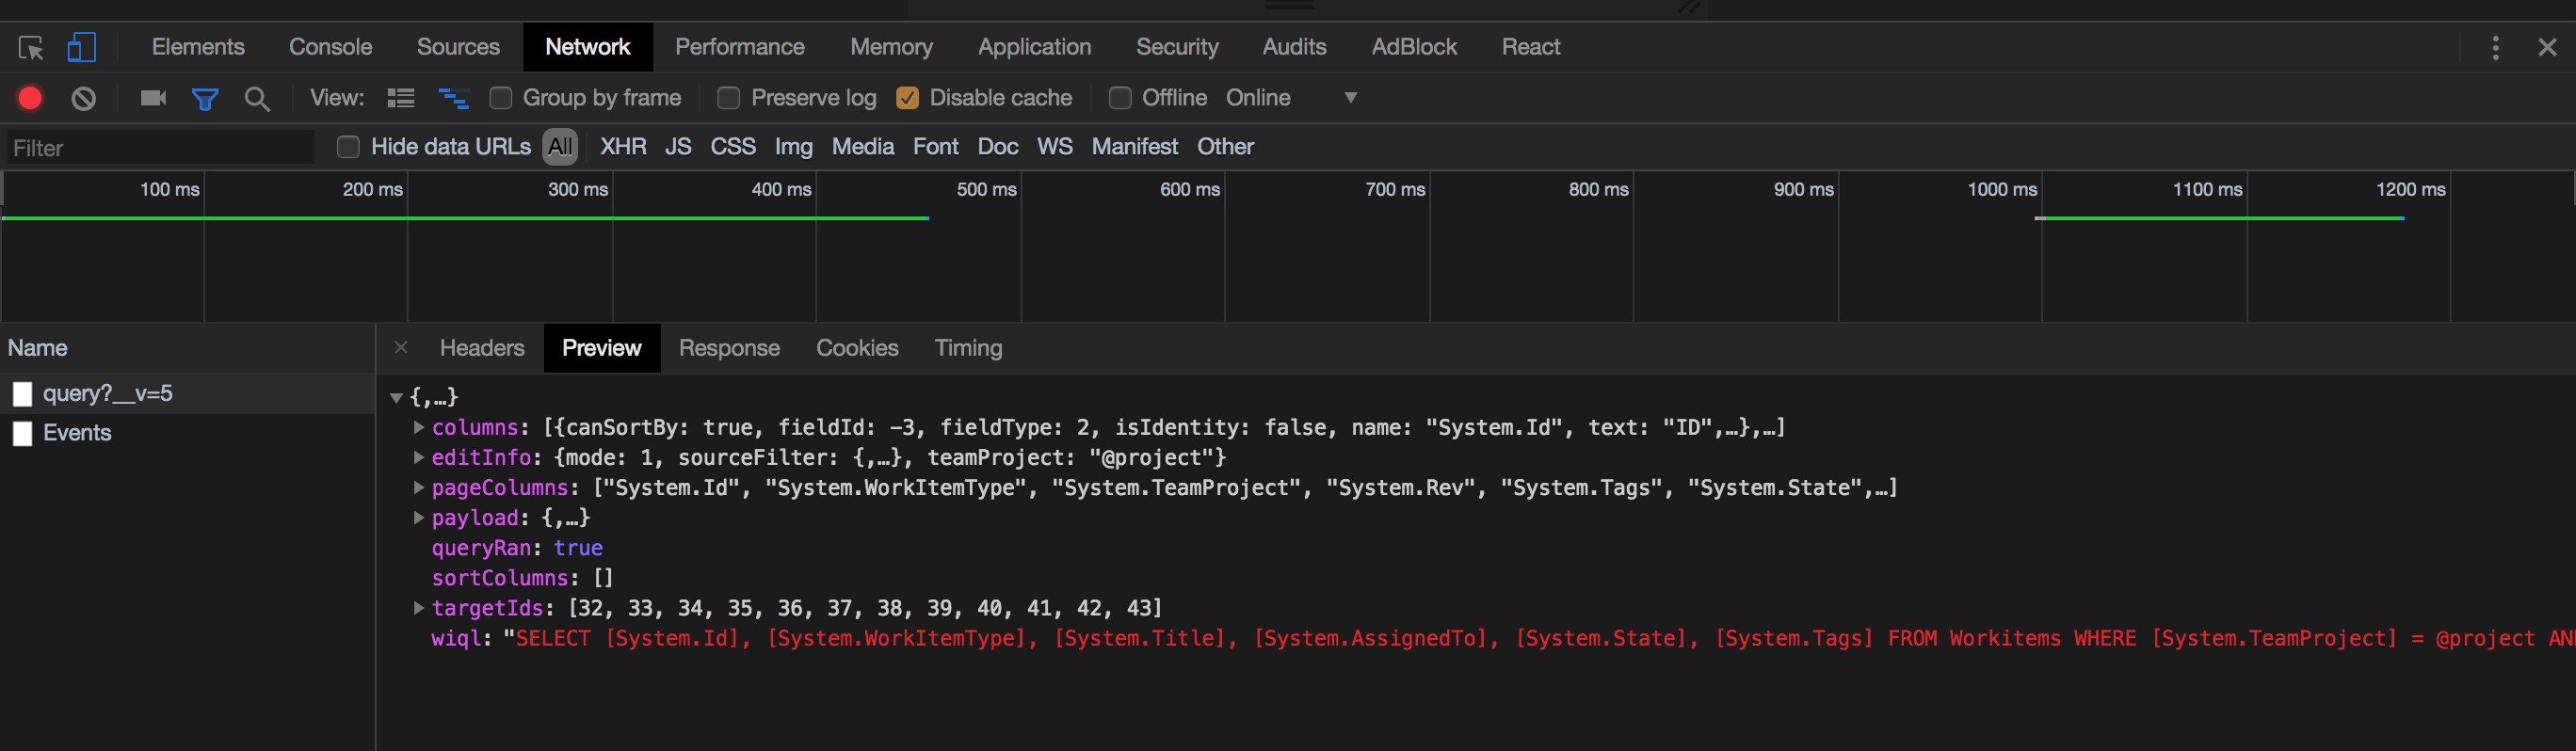 Elements Console Sources Network Performance Memory Application Security Audits AdBlock React
View: Group by frame Preserve log Disable cache Offline Online
Filter Hide data URLs All XHR JS CSS Img Media Font Doc WS Manifest Other
100 ms 200 ms 300 ms 400 ms 500 ms 600 ms 700 ms 800 ms 900 ms 1000 ms 1100 ms 1200 ms
Name
query?__v=5
Events
Headers Preview Response Cookies Timing
{,…}
columns: [{canSortBy: true, fieldId: -3, fieldType: 2, isIdentity: false, name: "System.Id", text: "ID",…},…]
editInfo: {mode: 1, sourceFilter: {,…}, teamProject: "@project"}
pageColumns: ["System.Id", "System.WorkItemType", "System.TeamProject", "System.Rev", "System.Tags", "System.State",…]
payload: {,…}
queryRan: true
sortColumns: []
targetIds: [32, 33, 34, 35, 36, 37, 38, 39, 40, 41, 42, 43]
wiql: "SELECT [System.Id], [System.WorkItemType], [System.Title], [System.AssignedTo], [System.State], [System.Tags] FROM Workitems WHERE [System.TeamProject] = @project